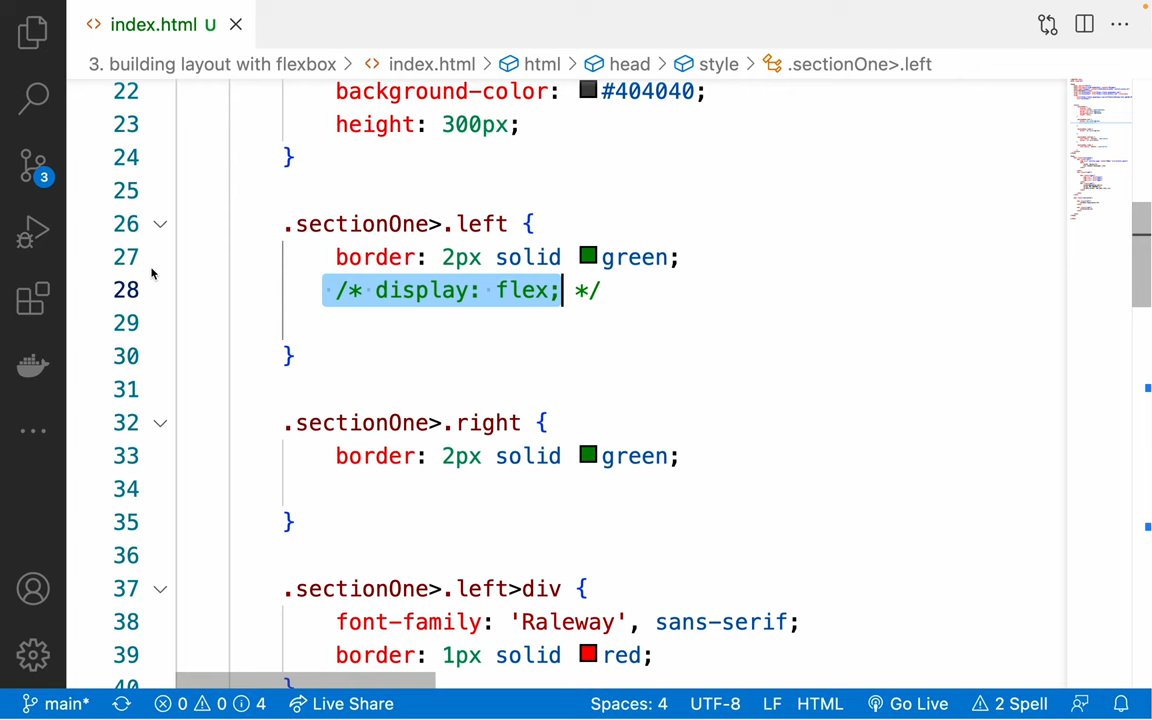 index.html U
3. building layout with flexbox > index.html > html > head > style > .sectionOne>.left
22 background-color: #404040;
23 height: 300px;
24 }
25
26 .sectionOne>.left {
27 border: 2px solid green;
28 /* display: flex; */
29
30 }
31
32 .sectionOne>.right {
33 border: 2px solid green;
34
35 }
36
37 .sectionOne>.left>div {
38 font-family: 'Raleway', sans-serif;
39 border: 1px solid red;
40 }
3
main* 0 0 4 Live Share Spaces: 4 UTF-8 LF HTML Go Live 2 Spell